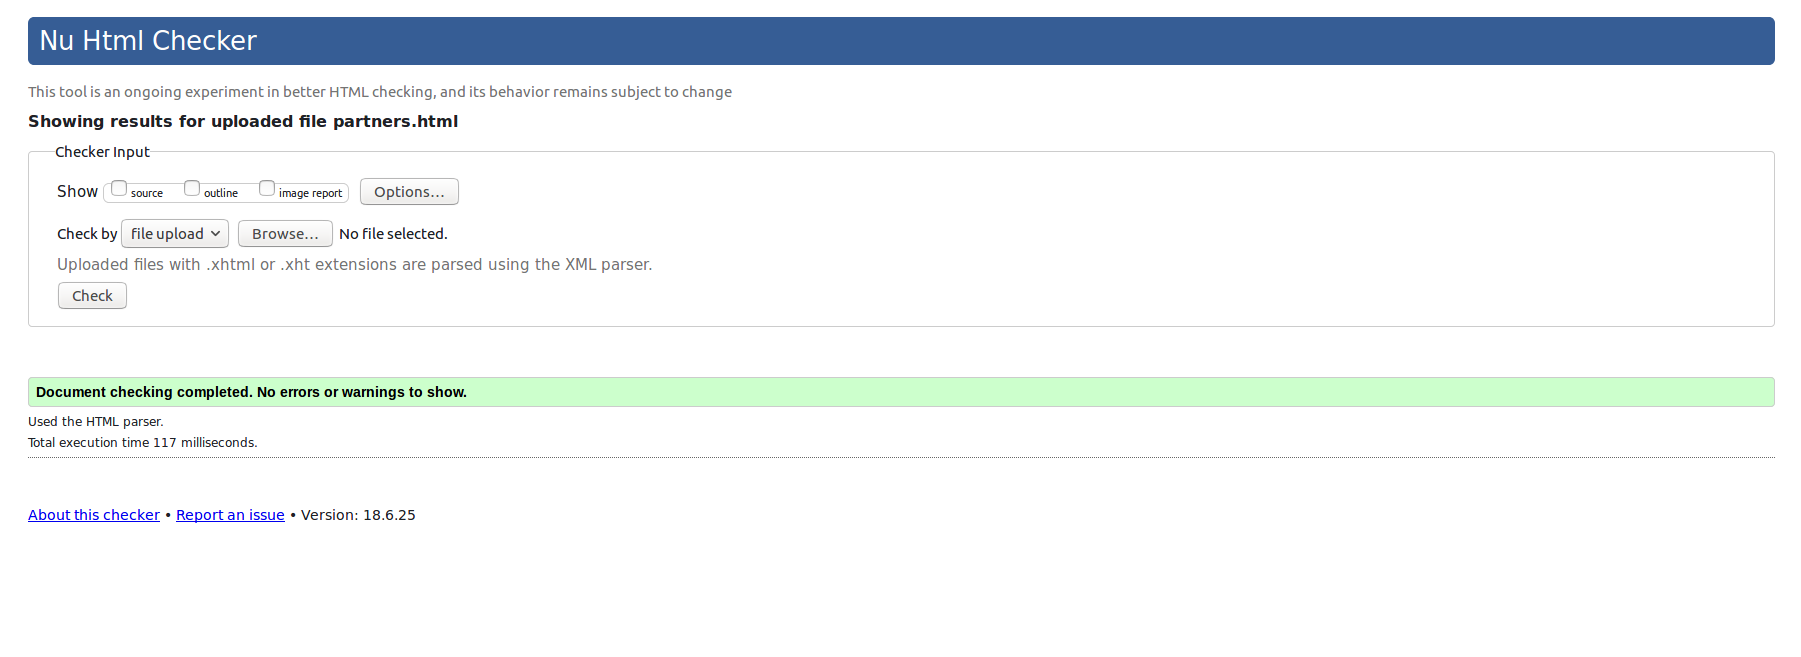 Nu Html Checker
This tool is an ongoing experiment in better HTML checking, and its behavior remains subject to change
Showing results for uploaded file partners.html
Checker Input
Show source outline image report Options...
Check by file upload Browse... No file selected.
Uploaded files with .xhtml or .xht extensions are parsed using the XML parser.
Check
Document checking completed. No errors or warnings to show.
Used the HTML parser.
Total execution time 117 milliseconds.
About this checker • Report an issue • Version: 18.6.25